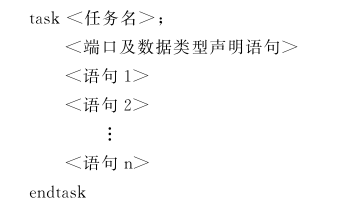 task <任务名>;
<端口及数据类型声明语句>
<语句 1>
<语句 2>
⋮
<语句 n>
endtask